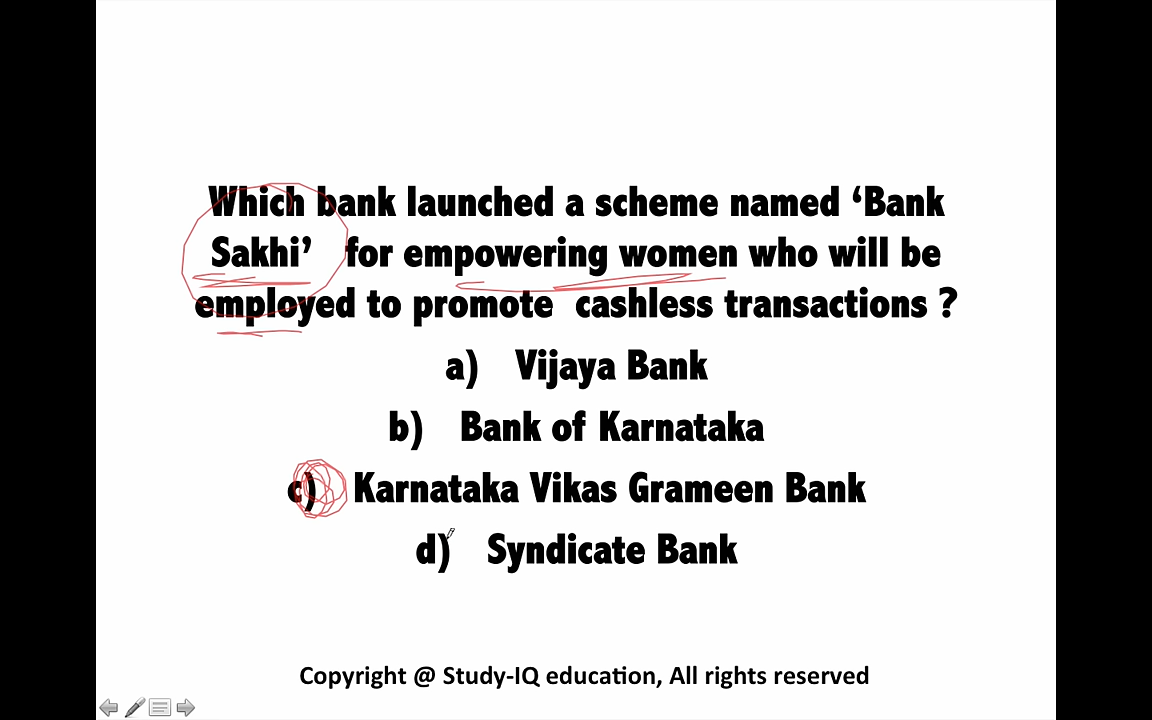 Which bank launched a scheme named ‘Bank
Sakhi’ for empowering women who will be
employed to promote cashless transactions ?
a) Vijaya Bank
b) Bank of Karnataka
c) Karnataka Vikas Grameen Bank
d) Syndicate Bank
Copyright @ Study-IQ education, All rights reserved